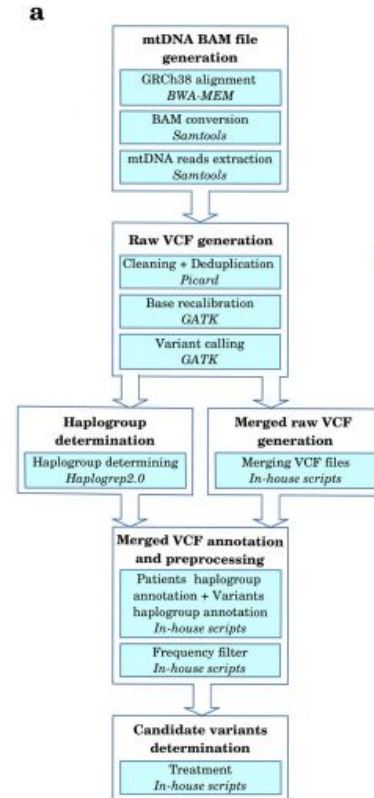 a
mtDNA BAM file
generation
GRCh38 alignment
BWA-MEM
BAM conversion
Samtools
mtDNA reads extraction
Samtools
Raw VCF generation
Cleaning + Deduplication
Picard
Base recalibration
GATK
Variant calling
GATK
Haplogroup
determination
Haplogroup determining
Haplogrep2.0
Merged raw VCF
generation
Merging VCF files
In-house scripts
Merged VCF annotation
and preprocessing
Patients haplogroup
annotation + Variants
haplogroup annotation
In-house scripts
Frequency filter
In-house scripts
Candidate variants
determination
Treatment
In-house scripts